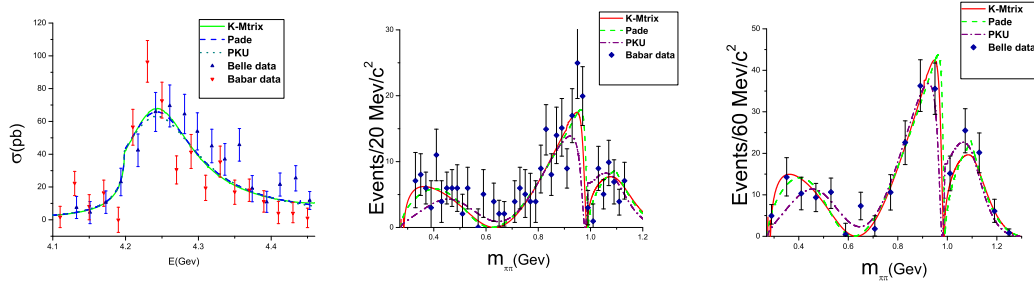 K-Mtrix
Pade
PKU
Belle data
Babar data
σ(pb)
120
100
80
60
40
20
0
4.1
4.2
4.3
4.4
E(Gev)
K-Mtrix
Pade
PKU
Babar data
Events/20 Mev/c²
30
20
10
0
0.4
0.6
0.8
1.0
1.2
m_ππ(Gev)
K-Mtrix
Pade
PKU
Belle data
Events/60 Mev/c²
50
40
30
20
10
0
0.4
0.6
0.8
1.0
1.2
m_ππ(Gev)